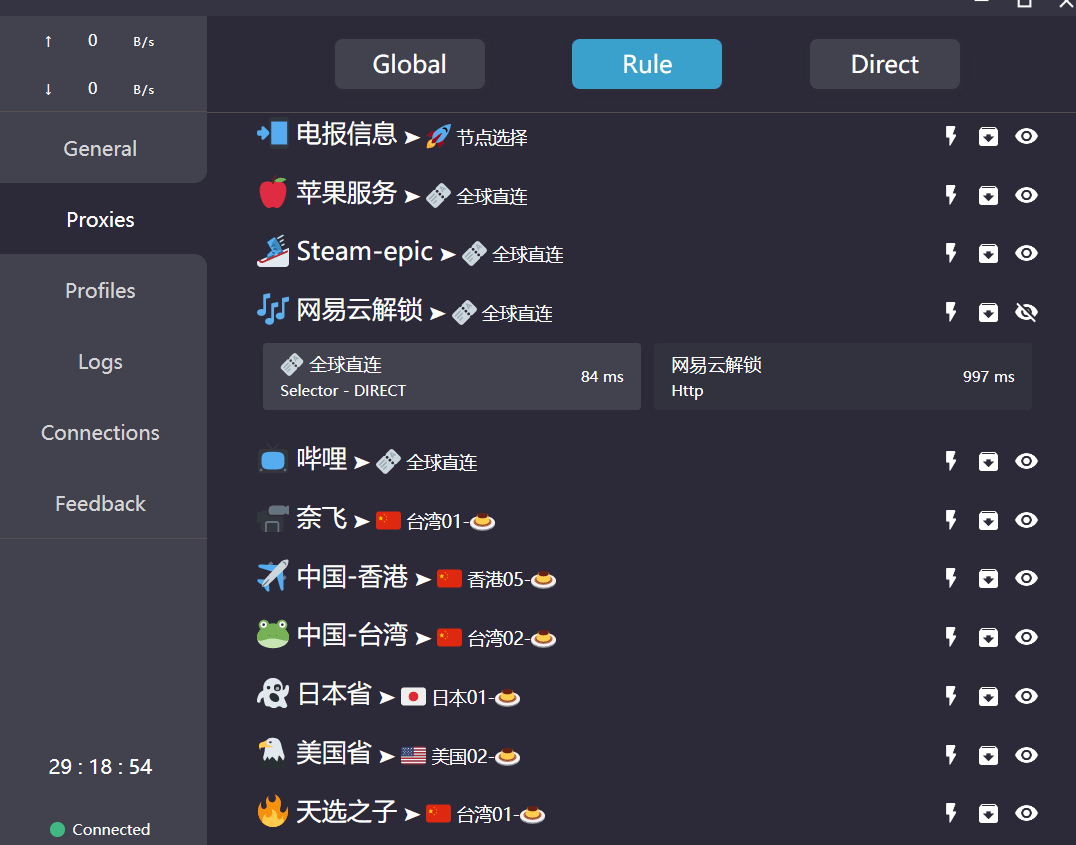 ↑ 0 B/s
↓ 0 B/s
General
Proxies
Profiles
Logs
Connections
Feedback
29 : 18 : 54
Connected
Global Rule Direct
电报信息 ➤ 🚀 节点选择
苹果服务 ➤ 全球直连
Steam-epic ➤ 全球直连
网易云解锁 ➤ 全球直连
全球直连
Selector - DIRECT
84 ms
网易云解锁
Http
997 ms
哔哩 ➤ 全球直连
奈飞 ➤ 🇨🇳 台湾01-🍮
中国-香港 ➤ 🇨🇳 香港05-🍮
中国-台湾 ➤ 🇨🇳 台湾02-🍮
日本省 ➤ 🇯🇵 日本01-🍮
美国省 ➤ 🇺🇸 美国02-🍮
天选之子 ➤ 🇨🇳 台湾01-🍮